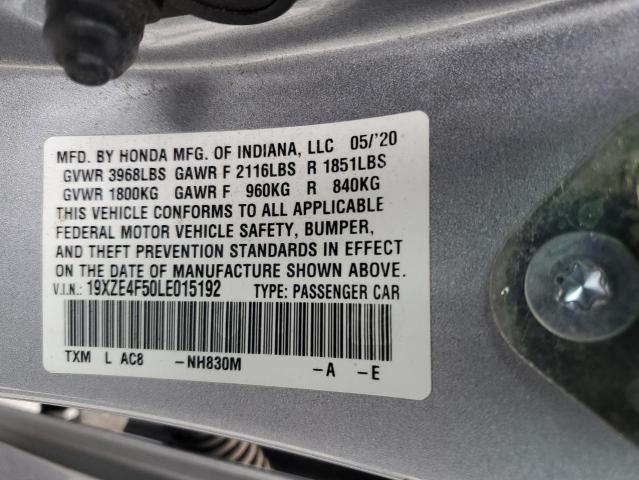 MFD. BY HONDA MFG. OF INDIANA, LLC 05/'20
GVWR 3968LBS GAWR F 2116LBS R 1851LBS
GVWR 1800KG GAWR F 960KG R 840KG
THIS VEHICLE CONFORMS TO ALL APPLICABLE
FEDERAL MOTOR VEHICLE SAFETY, BUMPER,
AND THEFT PREVENTION STANDARDS IN EFFECT
ON THE DATE OF MANUFACTURE SHOWN ABOVE.
V.I.N.: 19XZE4F50LE015192 TYPE: PASSENGER CAR
TXM L AC8 -NH830M -A -E